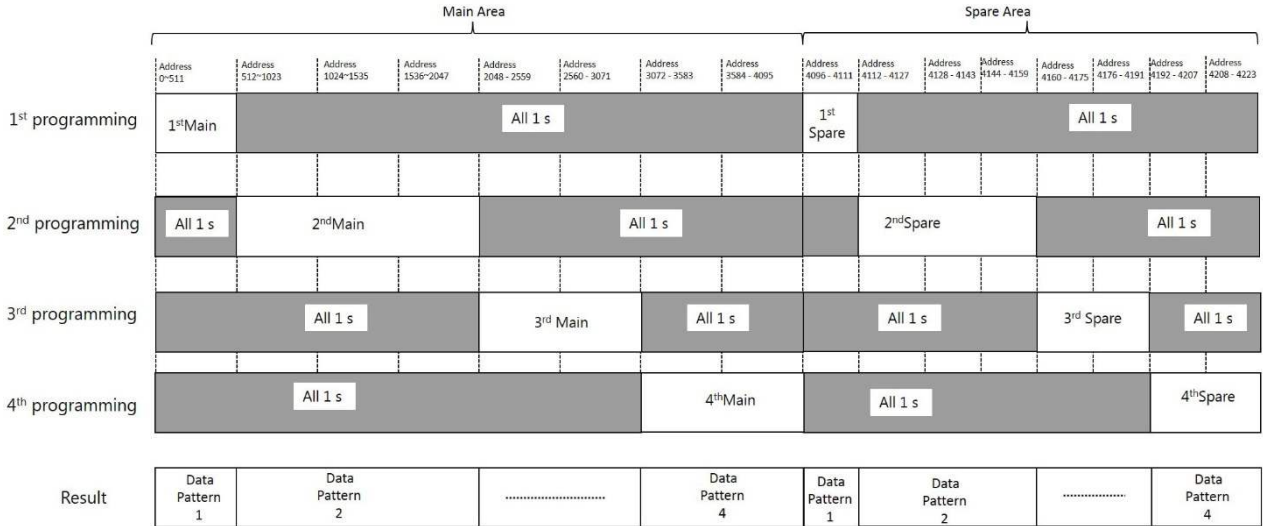 Main Area
Spare Area
Address
0~511
Address
512~1023
Address
1024~1535
Address
1536~2047
Address
2048 - 2559
Address
2560 - 3071
Address
3072 - 3583
Address
3584 - 4095
Address
4096 - 4111
Address
4112 - 4127
Address
4128 - 4143
Address
4144 - 4159
Address
4160 - 4175
Address
4176 - 4191
Address
4192 - 4207
Address
4208 - 4223
1st programming
1stMain
All 1 s
1st
Spare
All 1 s
2nd programming
All 1 s
2ndMain
All 1 s
2ndSpare
All 1 s
3rd programming
All 1 s
3rd Main
All 1 s
All 1 s
3rd Spare
All 1 s
4th programming
All 1 s
4thMain
All 1 s
4thSpare
Result
Data
Pattern
1
Data
Pattern
2
....................
Data
Pattern
4
Data
Pattern
1
Data
Pattern
2
..................
Data
Pattern
4